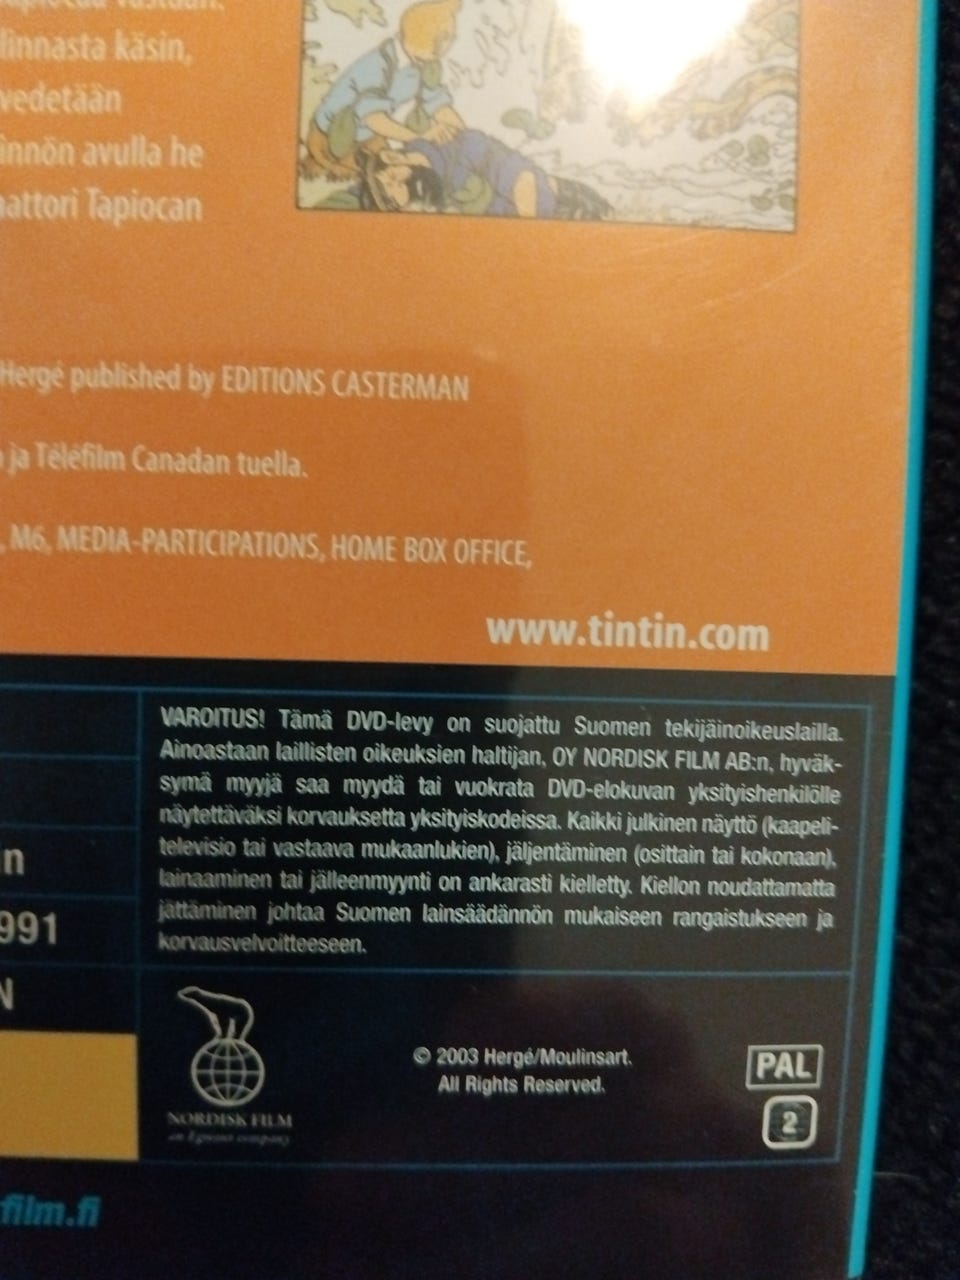 vastaan.
linnasta käsin,
vedetään
innön avulla he
aattori Tapiocan
Hergé published by EDITIONS CASTERMAN
ja Téléfilm Canadan tuella.
, M6, MEDIA-PARTICIPATIONS, HOME BOX OFFICE,
www.tintin.com
VAROITUS! Tämä DVD-levy on suojattu Suomen tekijäinoikeuslailla.
Ainoastaan laillisten oikeuksien haltijan, OY NORDISK FILM AB:n, hyväk-
symä myyjä saa myydä tai vuokrata DVD-elokuvan yksityishenkilölle
näytettäväksi korvauksetta yksityiskodeissa. Kaikki julkinen näyttö (kaapeli-
televisio tai vastaava mukaanlukien), jäljentäminen (osittain tai kokonaan),
lainaaminen tai jälleenmyynti on ankarasti kielletty. Kiellon noudattamatta
jättäminen johtaa Suomen lainsäädännön mukaiseen rangaistukseen ja
korvausvelvoitteeseen.
in
991
N
NORDISK FILM
an Egmont company
© 2003 Hergé/Moulinsart.
All Rights Reserved.
PAL
2
film.fi